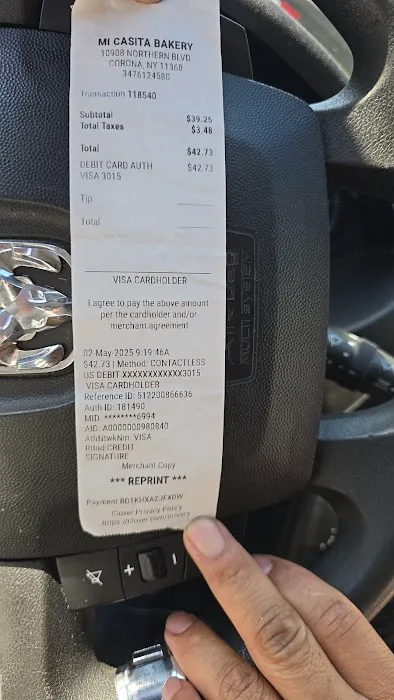 MI CASITA BAKERY
10908 NORTHERN BLVD
CORONA, NY 11368
3476124580
Transaction 118540
Subtotal $39.25
Total Taxes $3.48
Total $42.73
DEBIT CARD AUTH $42.73
VISA 3015
Tip
Total
VISA CARDHOLDER
I agree to pay the above amount
per the cardholder and/or
merchant agreement
02-May-2025 9:19:46A
$42.73 | Method: CONTACTLESS
US DEBIT XXXXXXXXXXXX3015
VISA CARDHOLDER
Reference ID: 512200866636
Auth ID: 181490
MID: ********6994
AID: A0000000980840
AthNtwkNm: VISA
RtInd:CREDIT
SIGNATURE
Merchant Copy
*** REPRINT ***
Payment BD1KHXAZJFXDW
Clover Privacy Policy
https://clover.com/privacy
AIRBAG
+ -